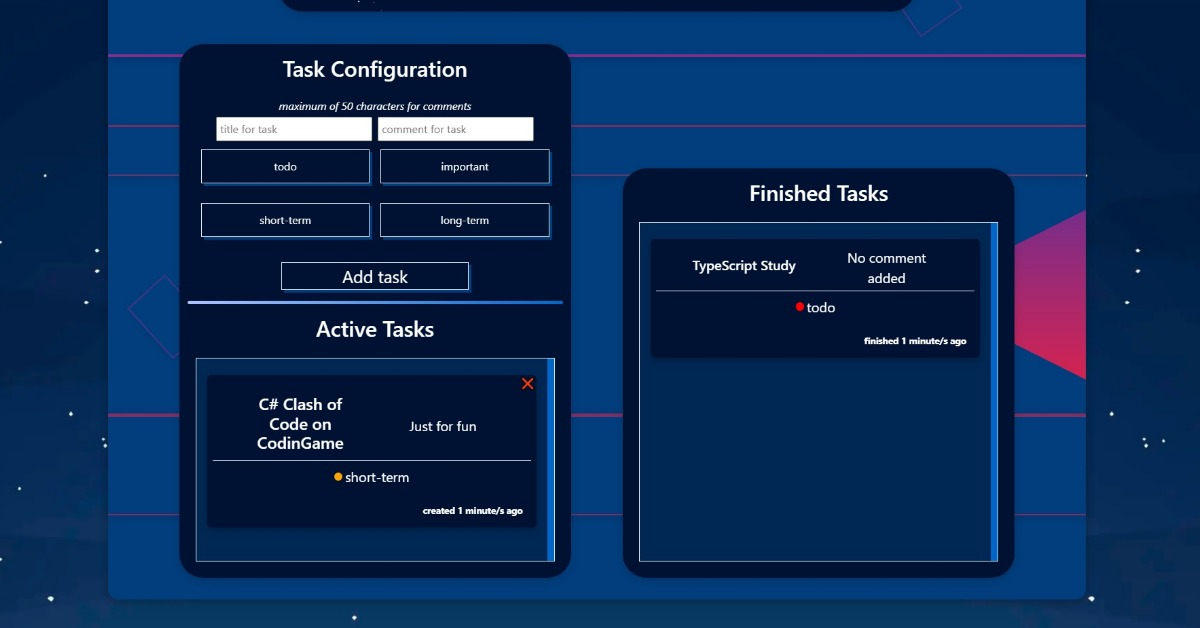 Task Configuration
maximum of 50 characters for comments
title for task
comment for task
todo
important
short-term
long-term
Add task
Active Tasks
C# Clash of
Code on
CodinGame
Just for fun
short-term
created 1 minute/s ago
Finished Tasks
TypeScript Study
No comment
added
todo
finished 1 minute/s ago